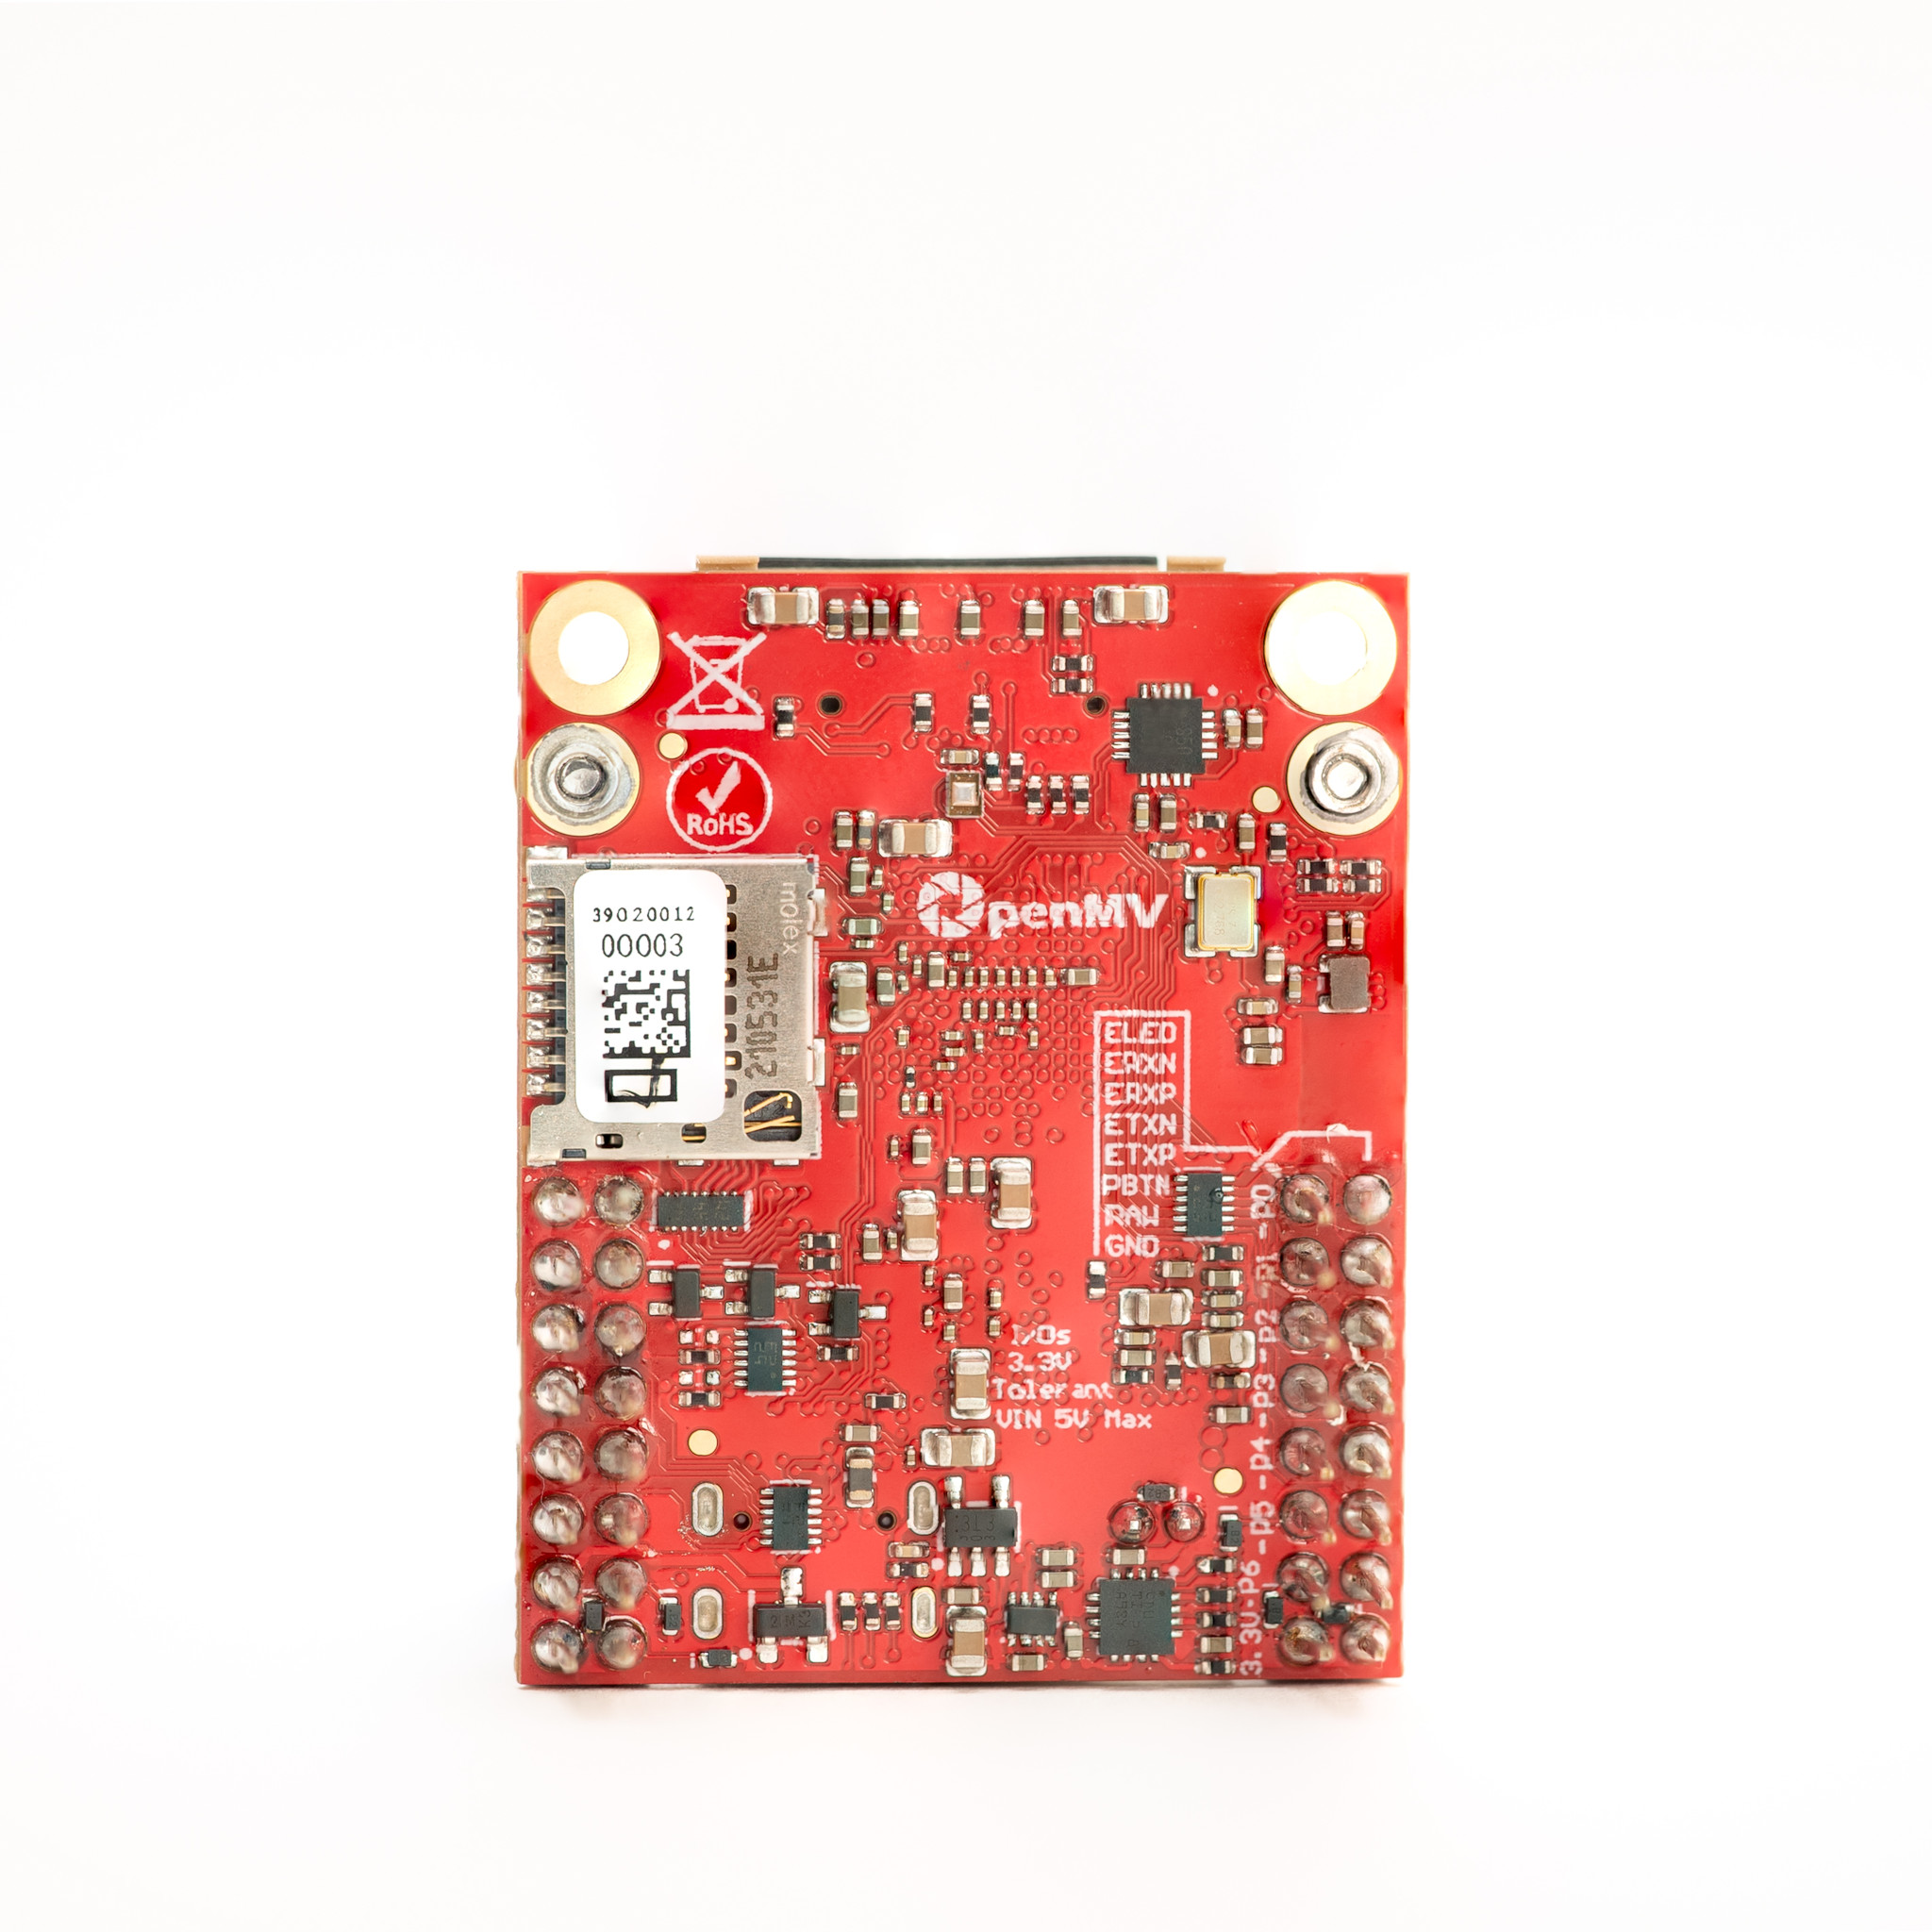 RoHS
39020012
00003
molex
210531E
OpenMV
ELED
ERXN
ERXP
ETXN
ETXP
PBTN
RAW
GND
I/Os
3.3V
Tolerant
VIN 5V Max
3.3V-P6-P5-P4-P3-P2-P1-P0